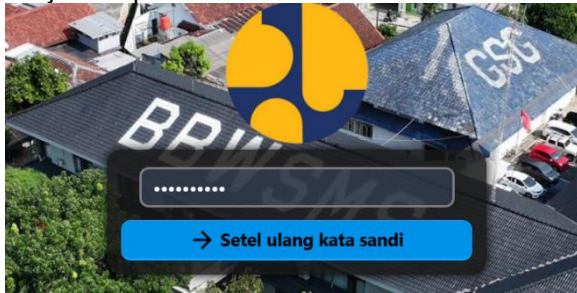 GSG
BBWSMS
→ Setel ulang kata sandi